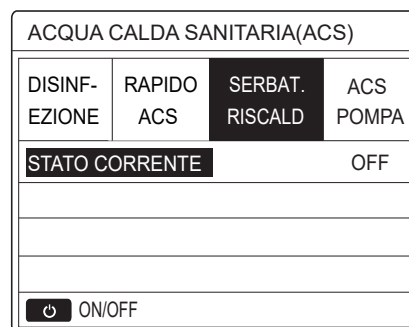 ACQUA CALDA SANITARIA(ACS)
DISINF-
EZIONE
RAPIDO
ACS
SERBAT.
RISCALD
ACS
POMPA
STATO CORRENTE OFF
ON/OFF